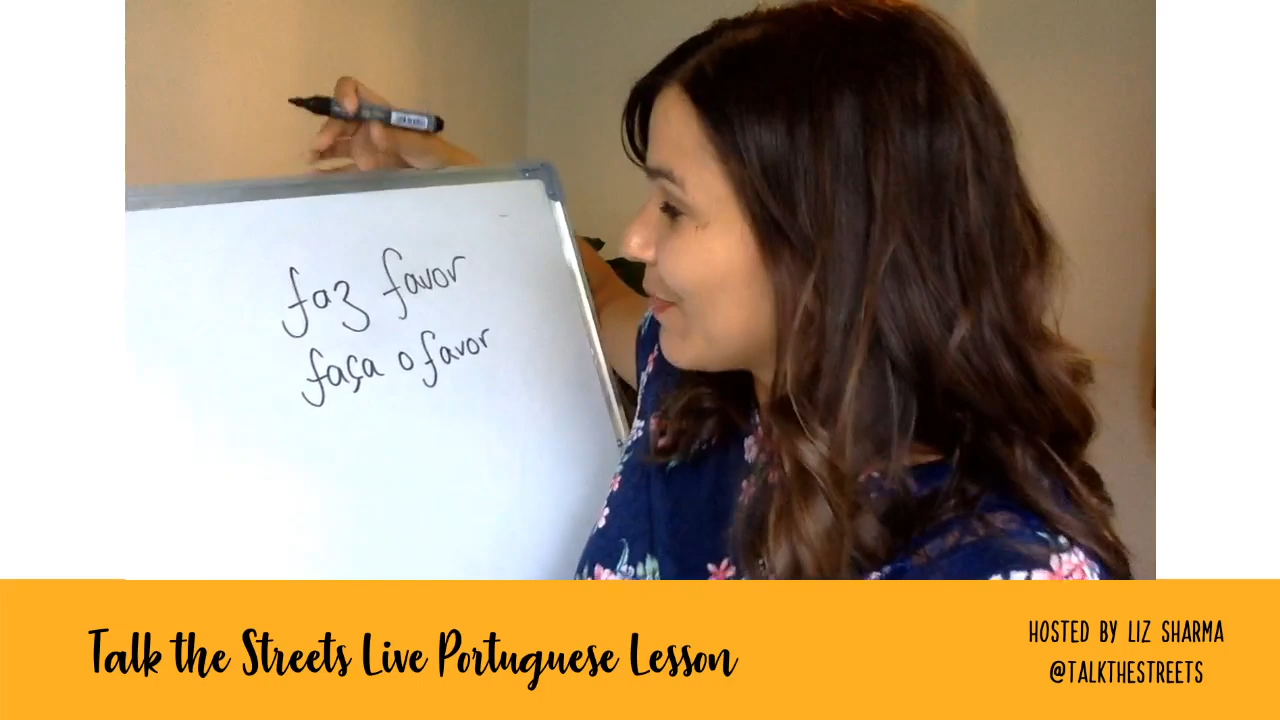 faz favor
faça o favor
Talk the Streets Live Portuguese Lesson
HOSTED BY LIZ SHARMA
@TALKTHESTREETS